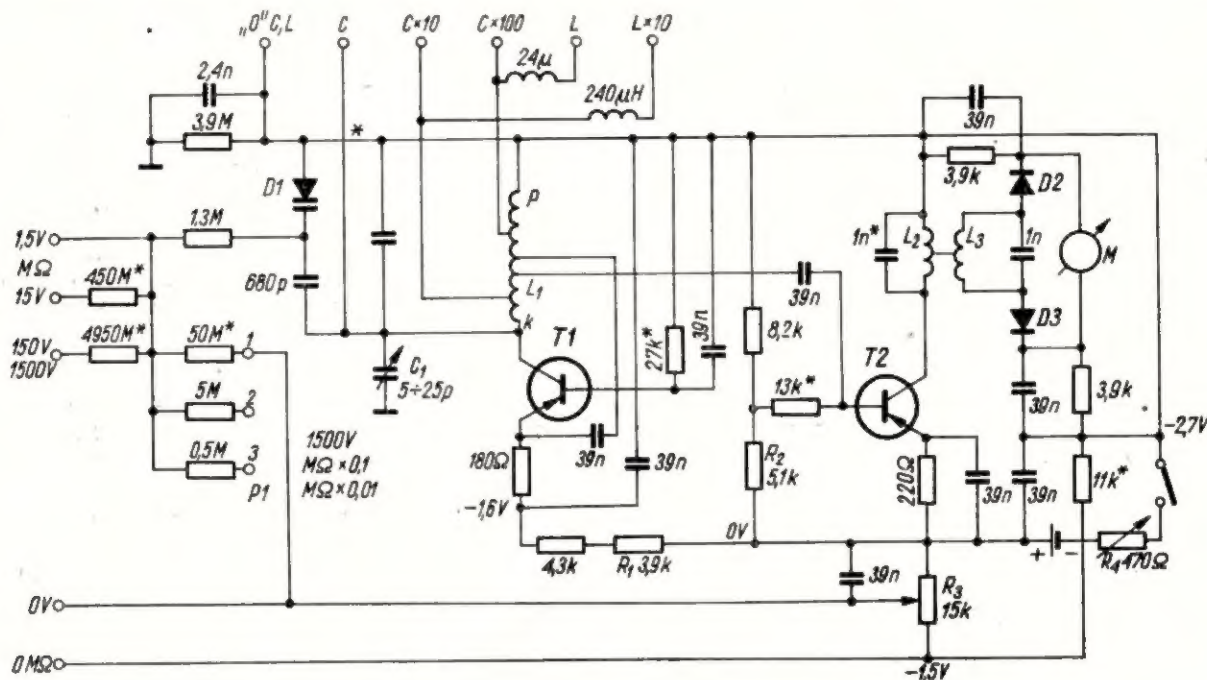 „0" C,L C C×10 C×100 L L×10
24µ
240µH
2,4n
3,9M
*
D1
1,3M
1,5V
MΩ
450M*
15V
680p
4950M*
150V
1500V
50M*
1
5M
2
0,5M
3
P1
1500V
MΩ×0,1
MΩ×0,01
C1
5÷25p
p
L1
k
T1
180Ω
39n
39n
-1,6V
4,3k
R1 3,9k
27k*
39n
39n
8,2k
13k*
R2
5,1k
0V
39n
3,9k
1n*
L2
L3
D2
1n
D3
M
T2
220Ω
39n
39n
39n
3,9k
-2,7V
11k*
+
-
R4 470Ω
39n
R3
15k
0V
0MΩ
-1,5V